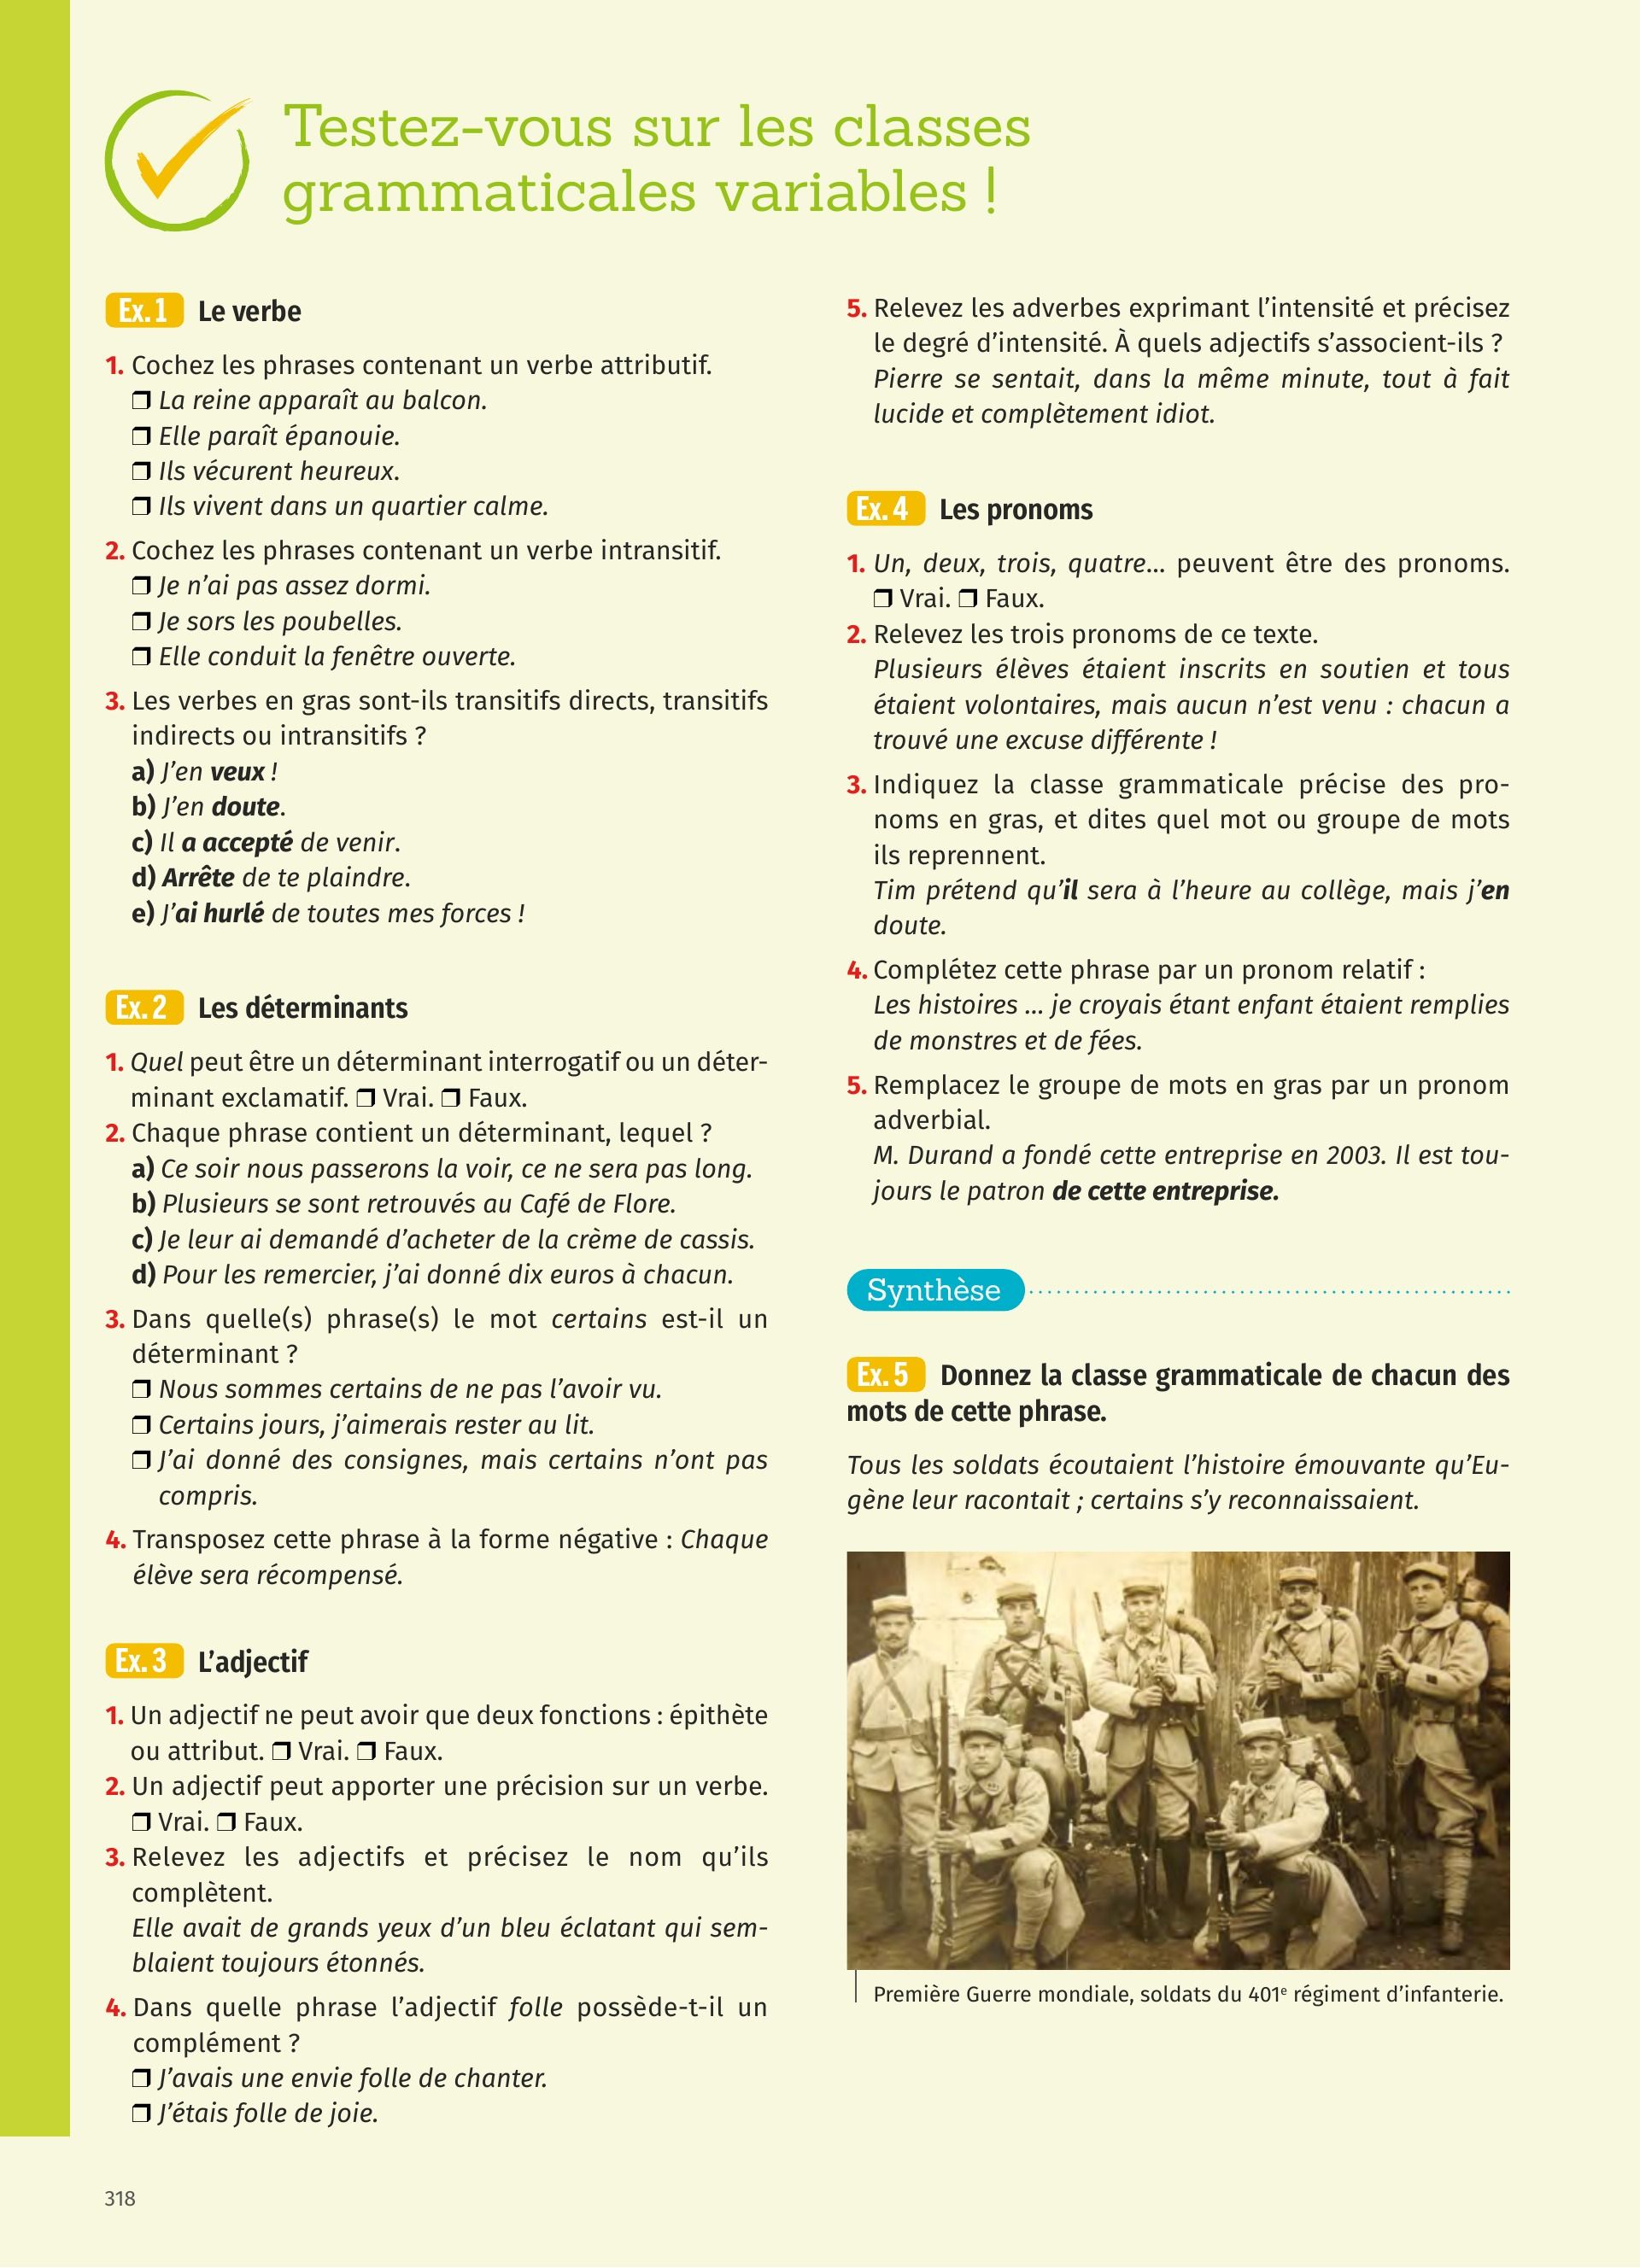 Testez-vous sur les classes
grammaticales variables !
Ex. 1 Le verbe
1. Cochez les phrases contenant un verbe attributif.
❒ La reine apparaît au balcon.
❒ Elle paraît épanouie.
❒ Ils vécurent heureux.
❒ Ils vivent dans un quartier calme.
2. Cochez les phrases contenant un verbe intransitif.
❒ Je n’ai pas assez dormi.
❒ Je sors les poubelles.
❒ Elle conduit la fenêtre ouverte.
3. Les verbes en gras sont-ils transitifs directs, transitifs
indirects ou intransitifs ?
a) J’en veux !
b) J’en doute.
c) Il a accepté de venir.
d) Arrête de te plaindre.
e) J’ai hurlé de toutes mes forces !
Ex. 2 Les déterminants
1. Quel peut être un déterminant interrogatif ou un déter-
minant exclamatif. ❒ Vrai. ❒ Faux.
2. Chaque phrase contient un déterminant, lequel ?
a) Ce soir nous passerons la voir, ce ne sera pas long.
b) Plusieurs se sont retrouvés au Café de Flore.
c) Je leur ai demandé d’acheter de la crème de cassis.
d) Pour les remercier, j’ai donné dix euros à chacun.
3. Dans quelle(s) phrase(s) le mot certains est-il un
déterminant ?
❒ Nous sommes certains de ne pas l’avoir vu.
❒ Certains jours, j’aimerais rester au lit.
❒ J’ai donné des consignes, mais certains n’ont pas
compris.
4. Transposez cette phrase à la forme négative : Chaque
élève sera récompensé.
Ex. 3 L’adjectif
1. Un adjectif ne peut avoir que deux fonctions : épithète
ou attribut. ❒ Vrai. ❒ Faux.
2. Un adjectif peut apporter une précision sur un verbe.
❒ Vrai. ❒ Faux.
3. Relevez les adjectifs et précisez le nom qu’ils
complètent.
Elle avait de grands yeux d’un bleu éclatant qui sem-
blaient toujours étonnés.
4. Dans quelle phrase l’adjectif folle possède-t-il un
complément ?
❒ J’avais une envie folle de chanter.
❒ J’étais folle de joie.
5. Relevez les adverbes exprimant l’intensité et précisez
le degré d’intensité. À quels adjectifs s’associent-ils ?
Pierre se sentait, dans la même minute, tout à fait
lucide et complètement idiot.
Ex. 4 Les pronoms
1. Un, deux, trois, quatre… peuvent être des pronoms.
❒ Vrai. ❒ Faux.
2. Relevez les trois pronoms de ce texte.
Plusieurs élèves étaient inscrits en soutien et tous
étaient volontaires, mais aucun n’est venu : chacun a
trouvé une excuse différente !
3. Indiquez la classe grammaticale précise des pro-
noms en gras, et dites quel mot ou groupe de mots
ils reprennent.
Tim prétend qu’il sera à l’heure au collège, mais j’en
doute.
4. Complétez cette phrase par un pronom relatif :
Les histoires … je croyais étant enfant étaient remplies
de monstres et de fées.
5. Remplacez le groupe de mots en gras par un pronom
adverbial.
M. Durand a fondé cette entreprise en 2003. Il est tou-
jours le patron de cette entreprise.
Synthèse
Ex. 5 Donnez la classe grammaticale de chacun des
mots de cette phrase.
Tous les soldats écoutaient l’histoire émouvante qu’Eu-
gène leur racontait ; certains s’y reconnaissaient.
Première Guerre mondiale, soldats du 401e régiment d’infanterie.
318